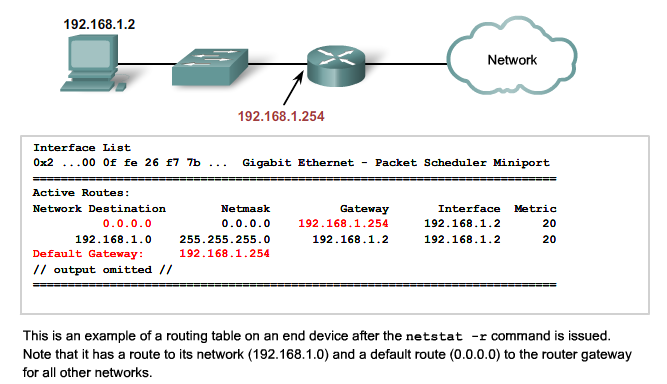 192.168.1.2
Network
192.168.1.254
Interface List
0x2 ...00 0f fe 26 f7 7b ... Gigabit Ethernet - Packet Scheduler Miniport
==========================================================================
Active Routes:
Network Destination Netmask Gateway Interface Metric
0.0.0.0 0.0.0.0 192.168.1.254 192.168.1.2 20
192.168.1.0 255.255.255.0 192.168.1.2 192.168.1.2 20
Default Gateway: 192.168.1.254
// output omitted //
==========================================================================
This is an example of a routing table on an end device after the netstat -r command is issued.
Note that it has a route to its network (192.168.1.0) and a default route (0.0.0.0) to the router gateway
for all other networks.